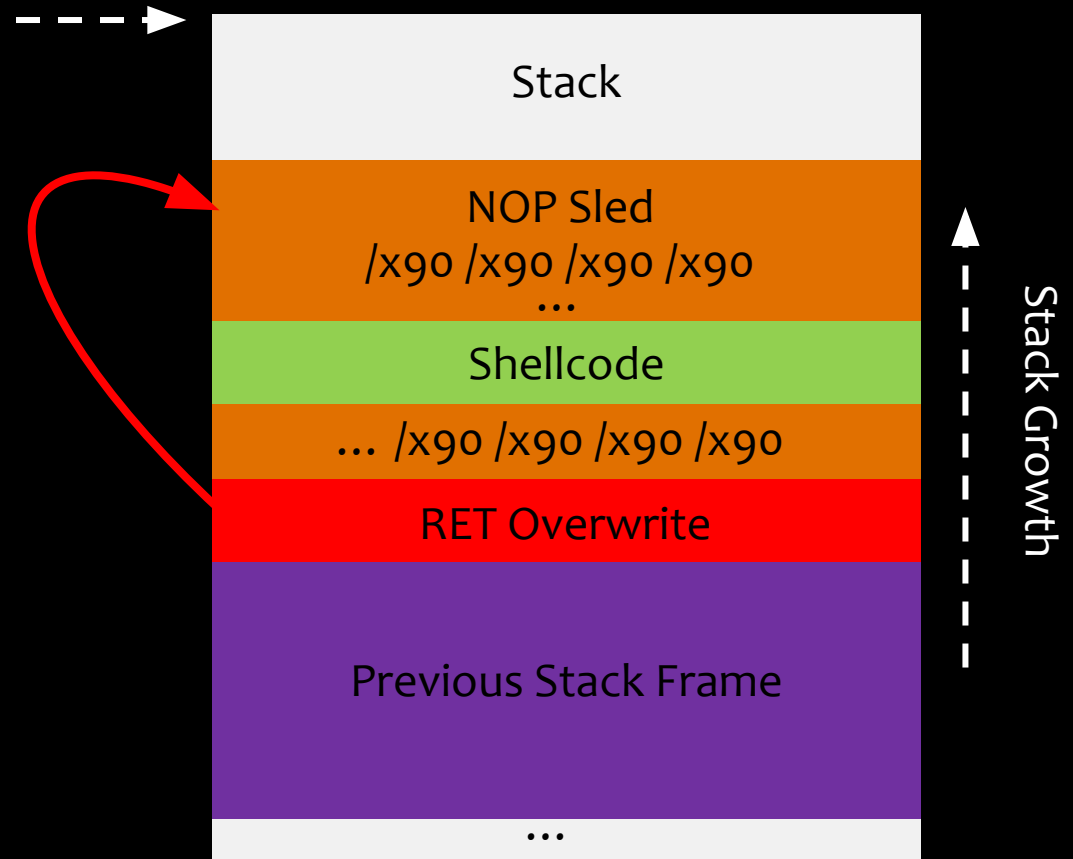 Stack
NOP Sled
/x90 /x90 /x90 /x90
...
Shellcode
... /x90 /x90 /x90 /x90
RET Overwrite
Previous Stack Frame
...
Stack Growth